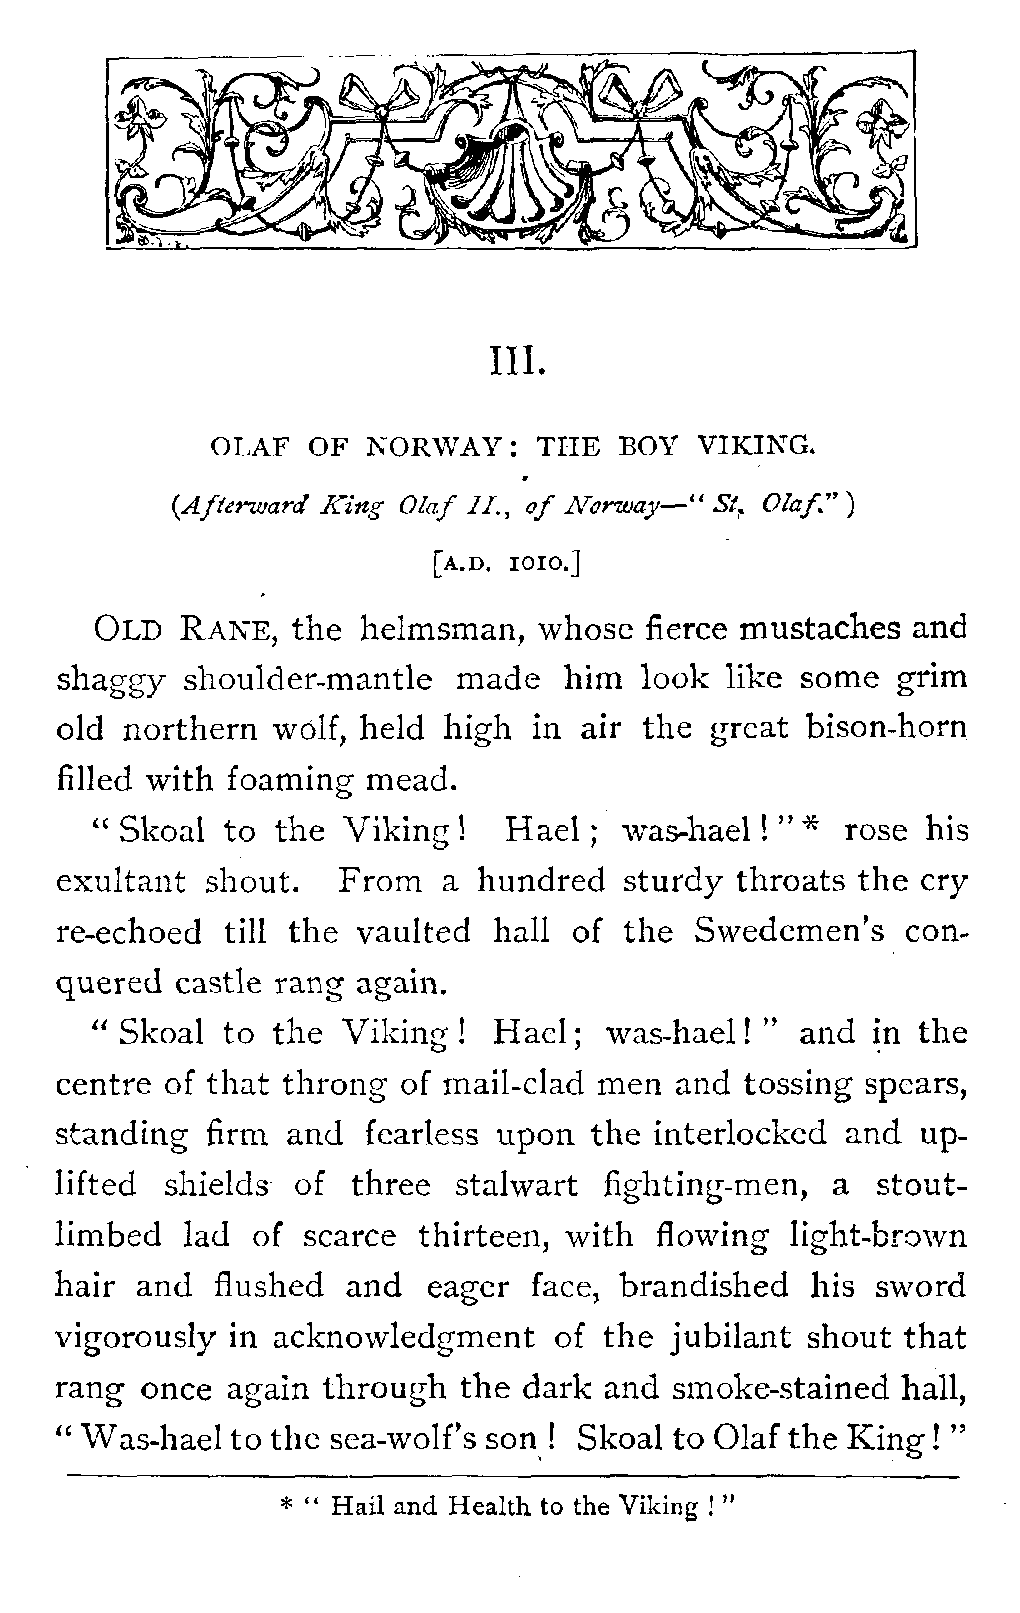 III.
OLAF OF NORWAY: THE BOY VIKING.
(Afterward King Olaf II., of Norway—“ St. Olaf.”)
[A.D. 1010.]
OLD RANE, the helmsman, whose fierce mustaches and
shaggy shoulder-mantle made him look like some grim
old northern wolf, held high in air the great bison-horn
filled with foaming mead.
“ Skoal to the Viking! Hael; was-hael!”* rose his
exultant shout. From a hundred sturdy throats the cry
re-echoed till the vaulted hall of the Swedemen’s con-
quered castle rang again.
“ Skoal to the Viking! Hael; was-hael!” and in the
centre of that throng of mail-clad men and tossing spears,
standing firm and fearless upon the interlocked and up-
lifted shields of three stalwart fighting-men, a stout-
limbed lad of scarce thirteen, with flowing light-brown
hair and flushed and eager face, brandished his sword
vigorously in acknowledgment of the jubilant shout that
rang once again through the dark and smoke-stained hall,
“ Was-hael to the sea-wolf’s son! Skoal to Olaf the King!”
* “ Hail and Health to the Viking!”